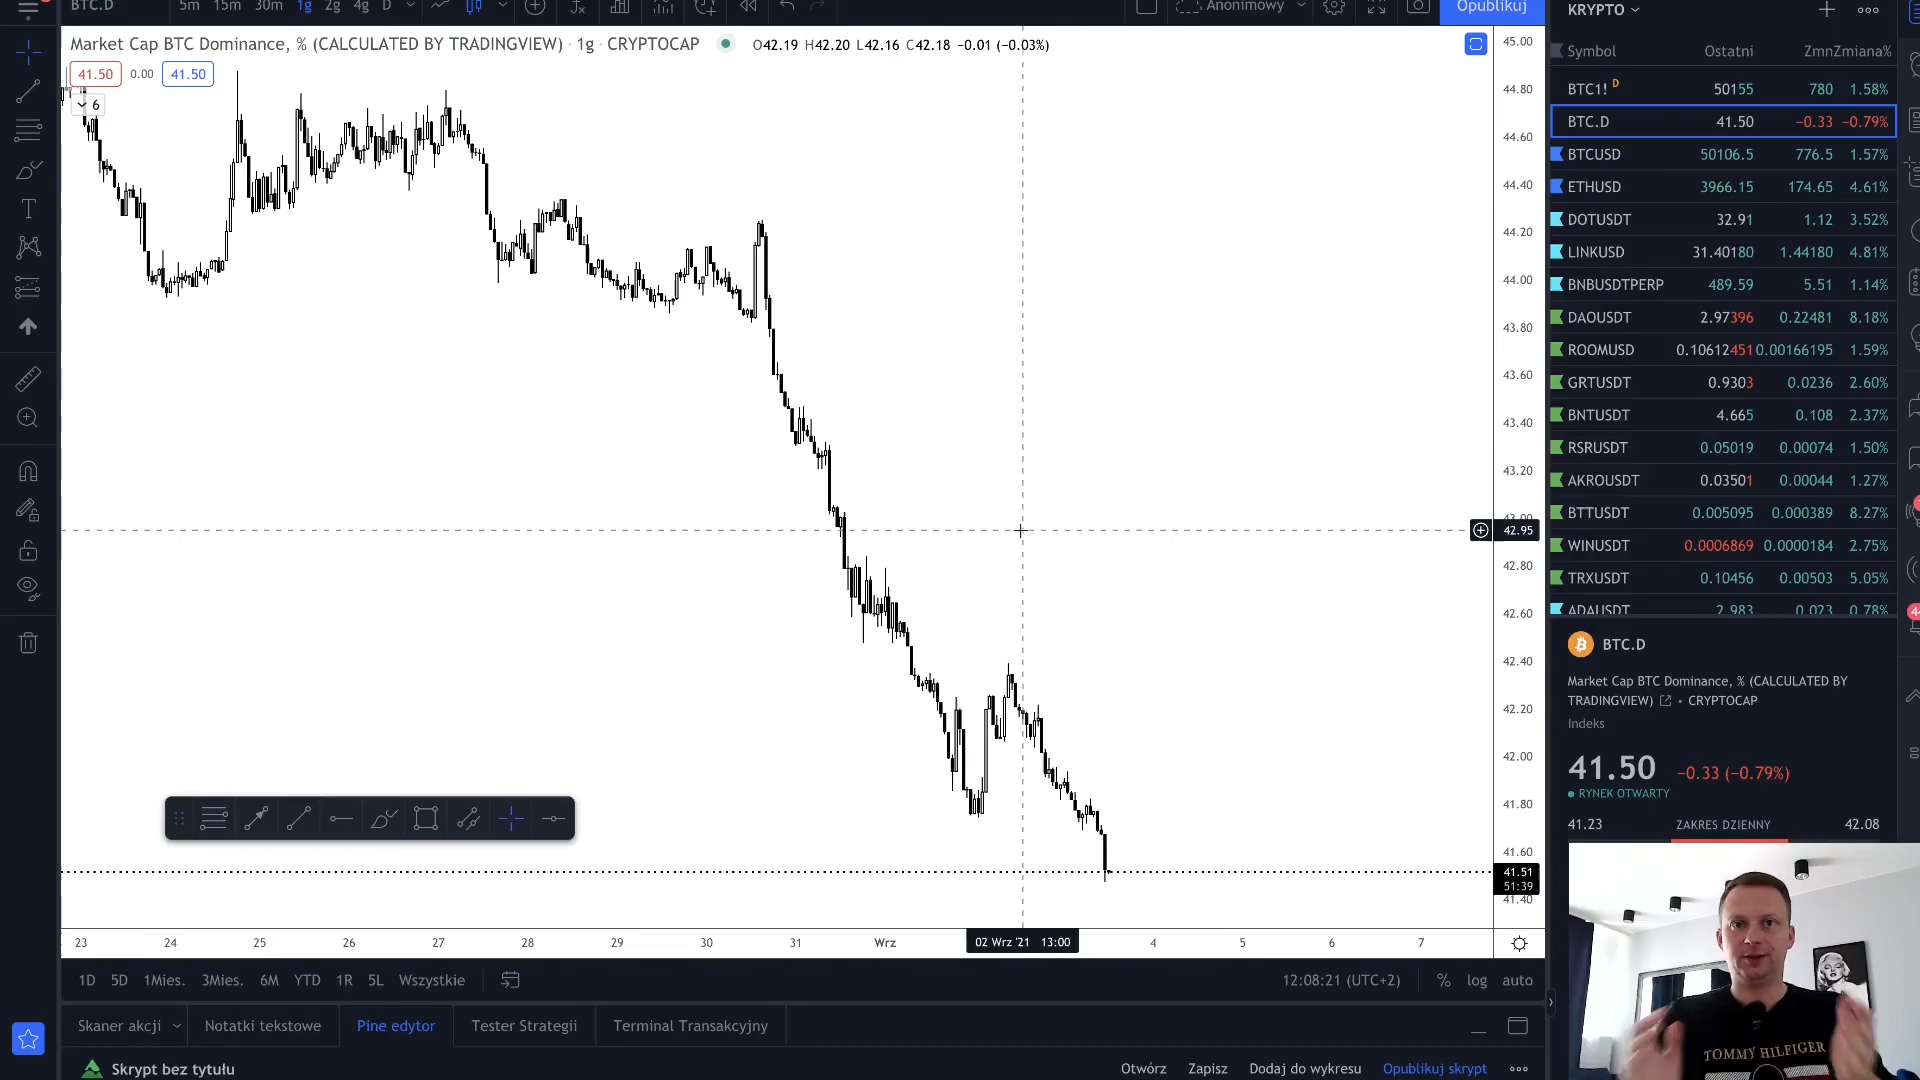 BTC.D 5m 15m 30m 1g 2g 4g D Anonimowy Opublikuj
Market Cap BTC Dominance, % (CALCULATED BY TRADINGVIEW) · 1g · CRYPTOCAP O42.19 H42.20 L42.16 C42.18 −0.01 (−0.03%)
41.50 0.00 41.50
6
45.00
44.80
44.60
44.40
44.20
44.00
43.80
43.60
43.40
43.20
43.00
42.95
42.80
42.60
42.40
42.20
42.00
41.80
41.60
41.51
51:39
41.40
23 24 25 26 27 28 29 30 31 Wrz 02 Wrz '21 13:00 4 5 6 7
1D 5D 1Mies. 3Mies. 6M YTD 1R 5L Wszystkie 12:08:21 (UTC+2) % log auto
Skaner akcji Notatki tekstowe Pine edytor Tester Strategii Terminal Transakcyjny
Skrypt bez tytułu Otwórz Zapisz Dodaj do wykresu Opublikuj skrypt
KRYPTO
Symbol Ostatni Zmn Zmiana%
BTC1! D 50155 780 1.58%
BTC.D 41.50 −0.33 −0.79%
BTCUSD 50106.5 776.5 1.57%
ETHUSD 3966.15 174.65 4.61%
DOTUSDT 32.91 1.12 3.52%
LINKUSD 31.40180 1.44180 4.81%
BNBUSDTPERP 489.59 5.51 1.14%
DAOUSDT 2.97396 0.22481 8.18%
ROOMUSD 0.10612451 0.00166195 1.59%
GRTUSDT 0.9303 0.0236 2.60%
BNTUSDT 4.665 0.108 2.37%
RSRUSDT 0.05019 0.00074 1.50%
AKROUSDT 0.03501 0.00044 1.27%
BTTUSDT 0.005095 0.000389 8.27%
WINUSDT 0.0006869 0.0000184 2.75%
TRXUSDT 0.10456 0.00503 5.05%
ADAUSDT 2.983 0.023 0.78%
BTC.D
Market Cap BTC Dominance, % (CALCULATED BY
TRADINGVIEW) • CRYPTOCAP
Indeks
41.50 −0.33 (−0.79%)
RYNEK OTWARTY
41.23 ZAKRES DZIENNY 42.08
TOMMY HILFIGER